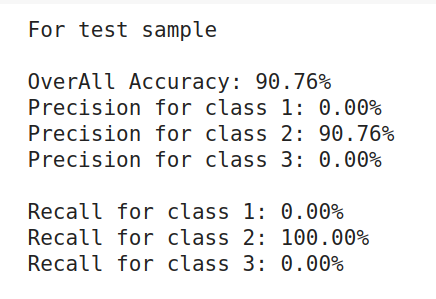 For test sample
OverAll Accuracy: 90.76%
Precision for class 1: 0.00%
Precision for class 2: 90.76%
Precision for class 3: 0.00%
Recall for class 1: 0.00%
Recall for class 2: 100.00%
Recall for class 3: 0.00%